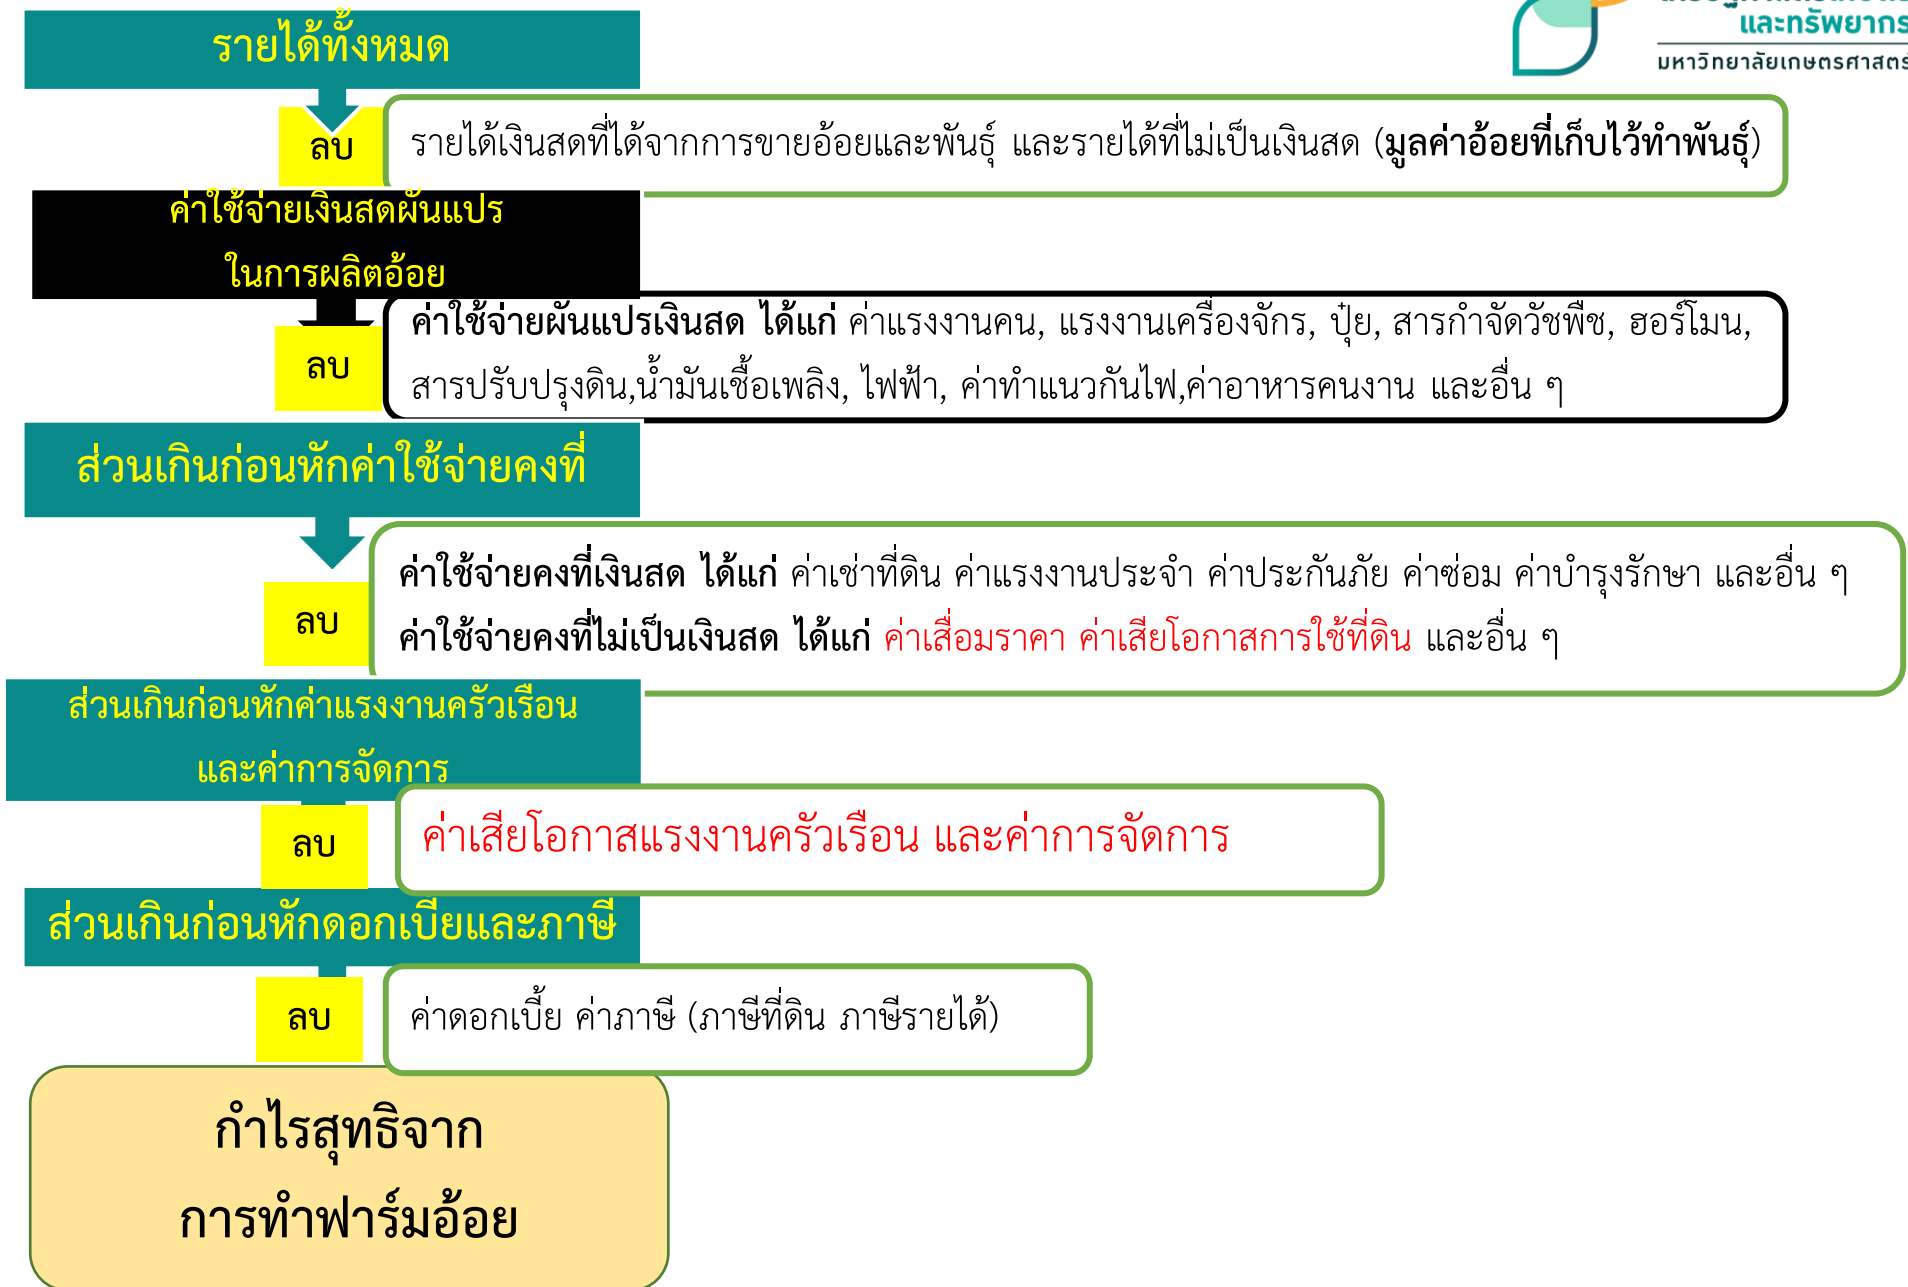 และทรัพยากร
มหาวิทยาลัยเกษตรศาสตร์
รายได้ทั้งหมด
ลบ
รายได้เงินสดที่ได้จากการขายอ้อยและพันธุ์ และรายได้ที่ไม่เป็นเงินสด (มูลค่าอ้อยที่เก็บไว้ทำพันธุ์)
ค่าใช้จ่ายเงินสดผันแปร
ในการผลิตอ้อย
ลบ
ค่าใช้จ่ายผันแปรเงินสด ได้แก่ ค่าแรงงานคน, แรงงานเครื่องจักร, ปุ๋ย, สารกำจัดวัชพืช, ฮอร์โมน,
สารปรับปรุงดิน,น้ำมันเชื้อเพลิง, ไฟฟ้า, ค่าทำแนวกันไฟ,ค่าอาหารคนงาน และอื่น ๆ
ส่วนเกินก่อนหักค่าใช้จ่ายคงที่
ลบ
ค่าใช้จ่ายคงที่เงินสด ได้แก่ ค่าเช่าที่ดิน ค่าแรงงานประจำ ค่าประกันภัย ค่าซ่อม ค่าบำรุงรักษา และอื่น ๆ
ค่าใช้จ่ายคงที่ไม่เป็นเงินสด ได้แก่ ค่าเสื่อมราคา ค่าเสียโอกาสการใช้ที่ดิน และอื่น ๆ
ส่วนเกินก่อนหักค่าแรงงานครัวเรือน
และค่าการจัดการ
ลบ
ค่าเสียโอกาสแรงงานครัวเรือน และค่าการจัดการ
ส่วนเกินก่อนหักดอกเบี้ยและภาษี
ลบ
ค่าดอกเบี้ย ค่าภาษี (ภาษีที่ดิน ภาษีรายได้)
กำไรสุทธิจาก
การทำฟาร์มอ้อย